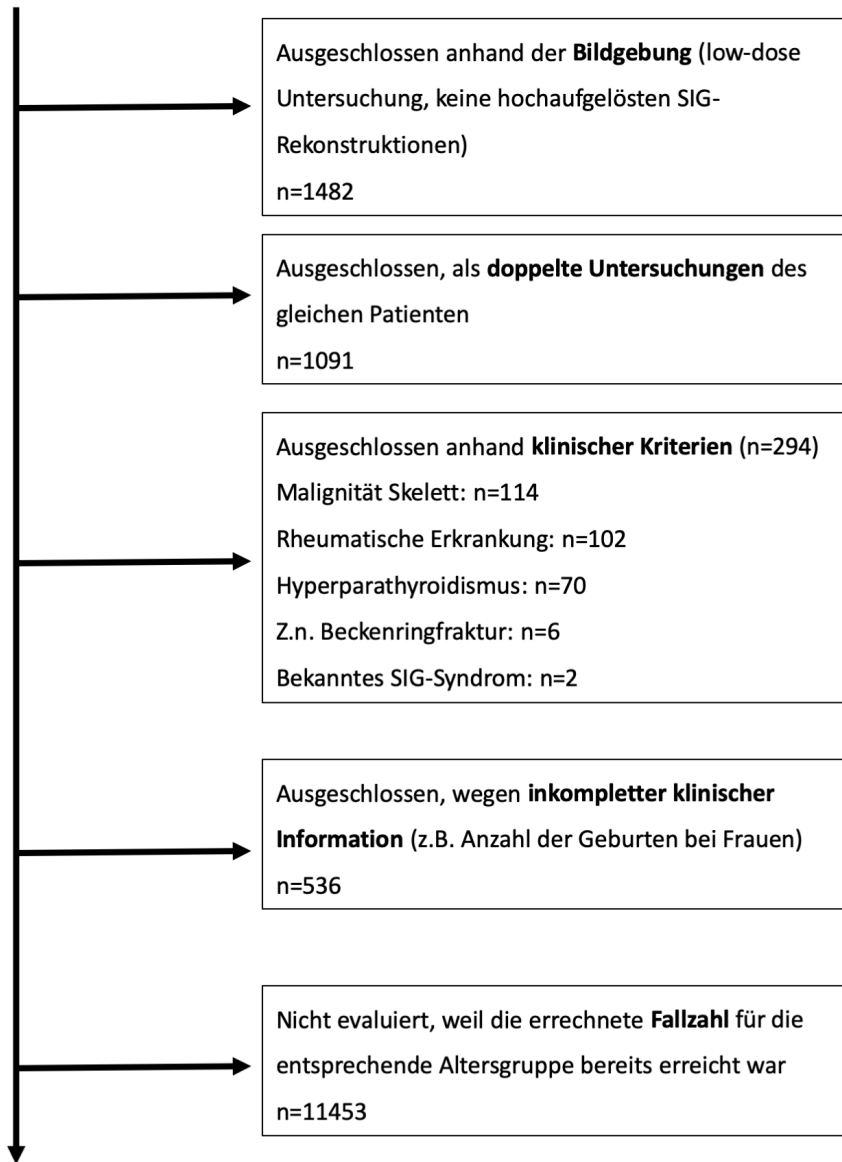 Ausgeschlossen anhand der Bildgebung (low-dose
Untersuchung, keine hochaufgelösten SIG-
Rekonstruktionen)
n=1482
Ausgeschlossen, als doppelte Untersuchungen des
gleichen Patienten
n=1091
Ausgeschlossen anhand klinischer Kriterien (n=294)
Malignität Skelett: n=114
Rheumatische Erkrankung: n=102
Hyperparathyroidismus: n=70
Z.n. Beckenringfraktur: n=6
Bekanntes SIG-Syndrom: n=2
Ausgeschlossen, wegen inkompletter klinischer
Information (z.B. Anzahl der Geburten bei Frauen)
n=536
Nicht evaluiert, weil die errechnete Fallzahl für die
entsprechende Altersgruppe bereits erreicht war
n=11453